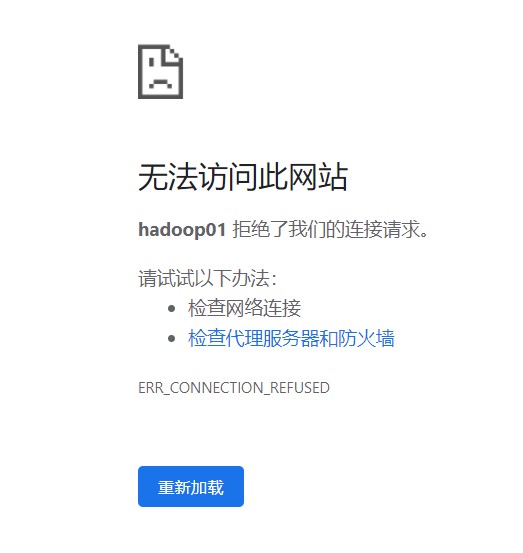 无法访问此网站
hadoop01 拒绝了我们的连接请求。
请试试以下办法：
检查网络连接
检查代理服务器和防火墙
ERR_CONNECTION_REFUSED
重新加载